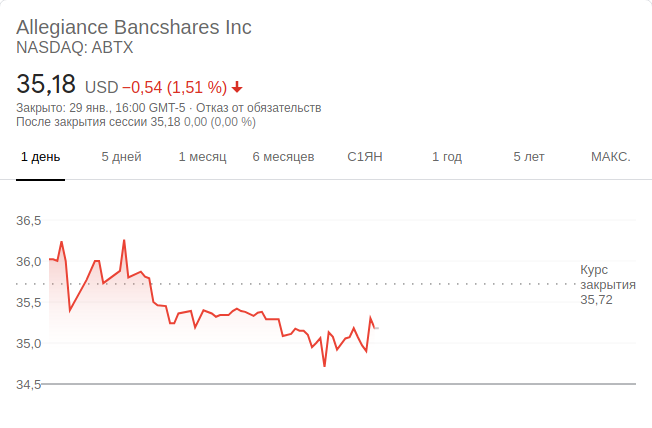 Allegiance Bancshares Inc
NASDAQ: ABTX
35,18 USD −0,54 (1,51 %)
Закрыто: 29 янв., 16:00 GMT-5 · Отказ от обязательств
После закрытия сессии 35,18 0,00 (0,00 %)
1 день 5 дней 1 месяц 6 месяцев С1ЯН 1 год 5 лет МАКС.
36,5
36,0
Курс
закрытия
35,72
35,5
35,0
34,5